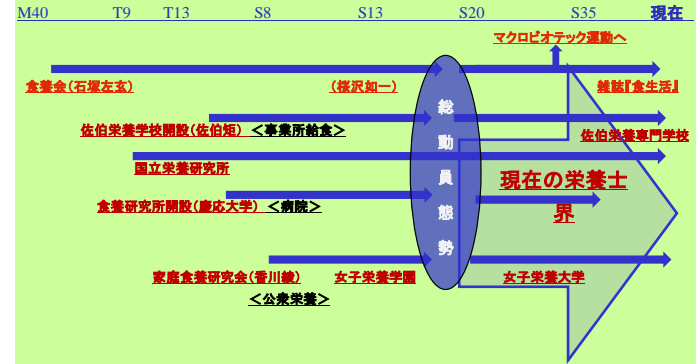 M40 T9 T13 S8 S13 S20 S35 現在
マクロビオテック運動へ
食養会(石塚左玄) (桜沢如一) 雑誌『食生活』
佐伯栄養学校開設(佐伯矩) ＜事業所給食＞ 佐伯栄養専門学校
国立栄養研究所
食養研究所開設(慶応大学) ＜病院＞
総動員態勢
現在の栄養士
界
家庭食養研究会(香川綾) 女子栄養学園 女子栄養大学
＜公衆栄養＞